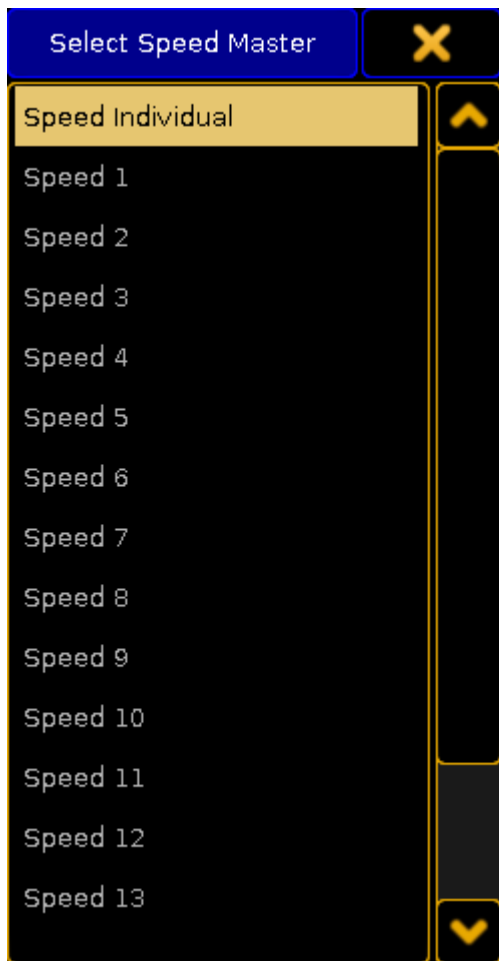 Select Speed Master
Speed Individual
Speed 1
Speed 2
Speed 3
Speed 4
Speed 5
Speed 6
Speed 7
Speed 8
Speed 9
Speed 10
Speed 11
Speed 12
Speed 13